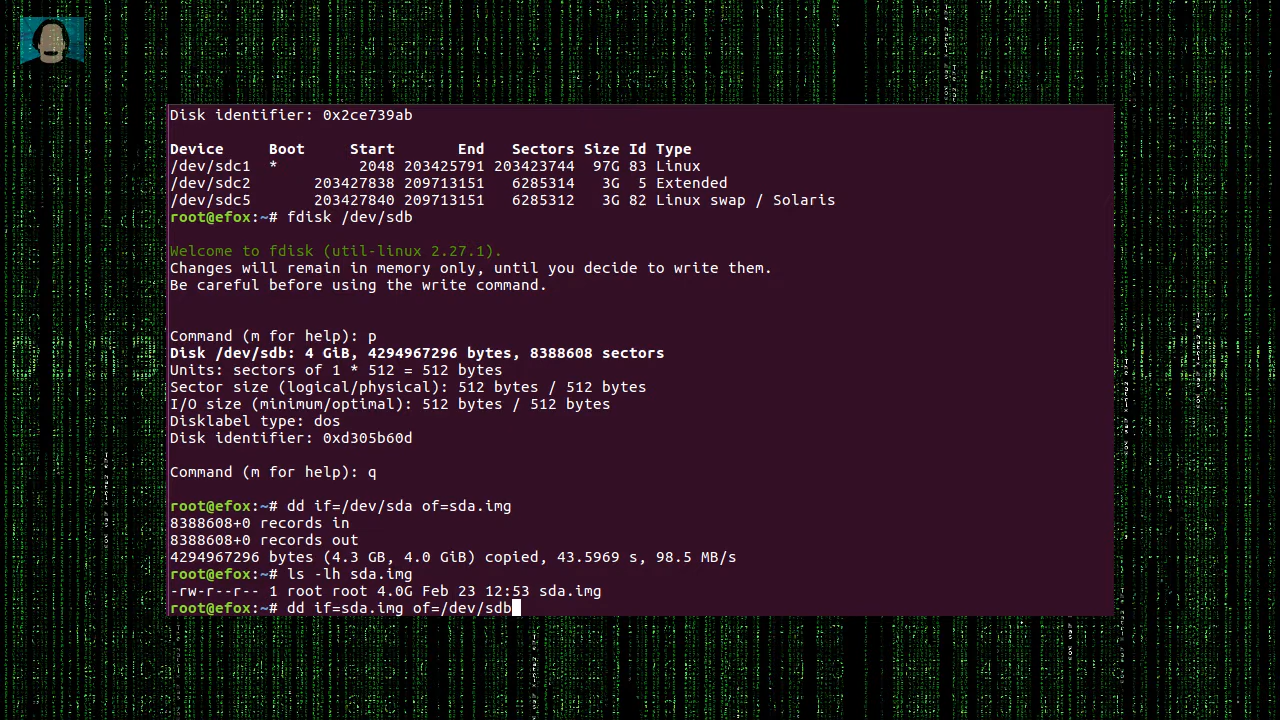 Disk identifier: 0x2ce739ab
Device Boot Start End Sectors Size Id Type
/dev/sdc1 * 2048 203425791 203423744 97G 83 Linux
/dev/sdc2 203427838 209713151 6285314 3G 5 Extended
/dev/sdc5 203427840 209713151 6285312 3G 82 Linux swap / Solaris
root@efox:~# fdisk /dev/sdb
Welcome to fdisk (util-linux 2.27.1).
Changes will remain in memory only, until you decide to write them.
Be careful before using the write command.
Command (m for help): p
Disk /dev/sdb: 4 GiB, 4294967296 bytes, 8388608 sectors
Units: sectors of 1 * 512 = 512 bytes
Sector size (logical/physical): 512 bytes / 512 bytes
I/O size (minimum/optimal): 512 bytes / 512 bytes
Disklabel type: dos
Disk identifier: 0xd305b60d
Command (m for help): q
root@efox:~# dd if=/dev/sda of=sda.img
8388608+0 records in
8388608+0 records out
4294967296 bytes (4.3 GB, 4.0 GiB) copied, 43.5969 s, 98.5 MB/s
root@efox:~# ls -lh sda.img
-rw-r--r-- 1 root root 4.0G Feb 23 12:53 sda.img
root@efox:~# dd if=sda.img of=/dev/sdb